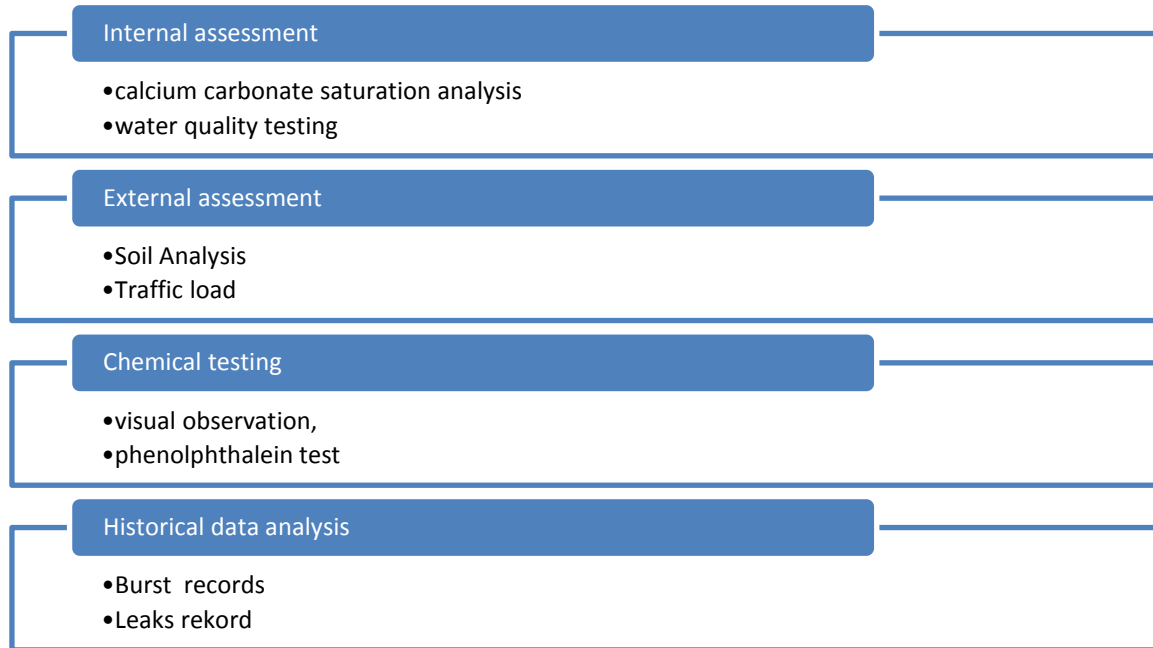 Internal assessment
•calcium carbonate saturation analysis
•water quality testing
External assessment
•Soil Analysis
•Traffic load
Chemical testing
•visual observation,
•phenolphthalein test
Historical data analysis
•Burst  records
•Leaks rekord